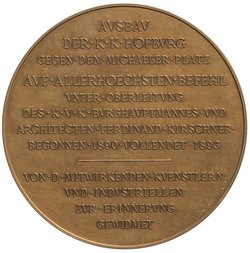 AVSBAV
DER · K · K · HOFBVRG
GEGEN · DEN · MICHAELER · PLATZ
AVF · ALLERHOECHSTEN · BEFEHL
VNTER · OBERLEITVNG
DES · K · V · K · BVRGHAVPTMANNES · VND
ARCHITECTEN · FERDINAND · KIRSCHNER
BEGONNEN · 1890 · VOLLENDET · 1893
VON · D · MITWIRKENDEN · KVENSTLERN
VND · INDVSTRIELLEN
ZVR · ERINNERVNG
GEWIDMET